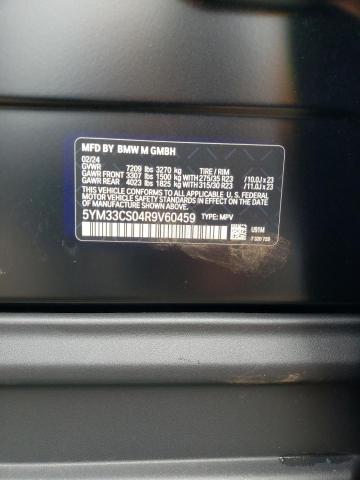 MFD BY BMW M GMBH
02/24
GVWR 7209 lbs 3270 kg TIRE / RIM
GAWR FRONT 3307 lbs 1500 kg WITH 275/35 R23 /10.0J x 23
GAWR REAR 4023 lbs 1825 kg WITH 315/30 R23 /11.0J x 23
THIS VEHICLE CONFORMS TO ALL APPLICABLE FEDERAL
MOTOR VEHICLE SAFETY STANDARDS IN EFFECT ON THE
DATE OF MANUFACTURE SHOWN ABOVE.
5YM33CS04R9V60459 TYPE: MPV
U91M